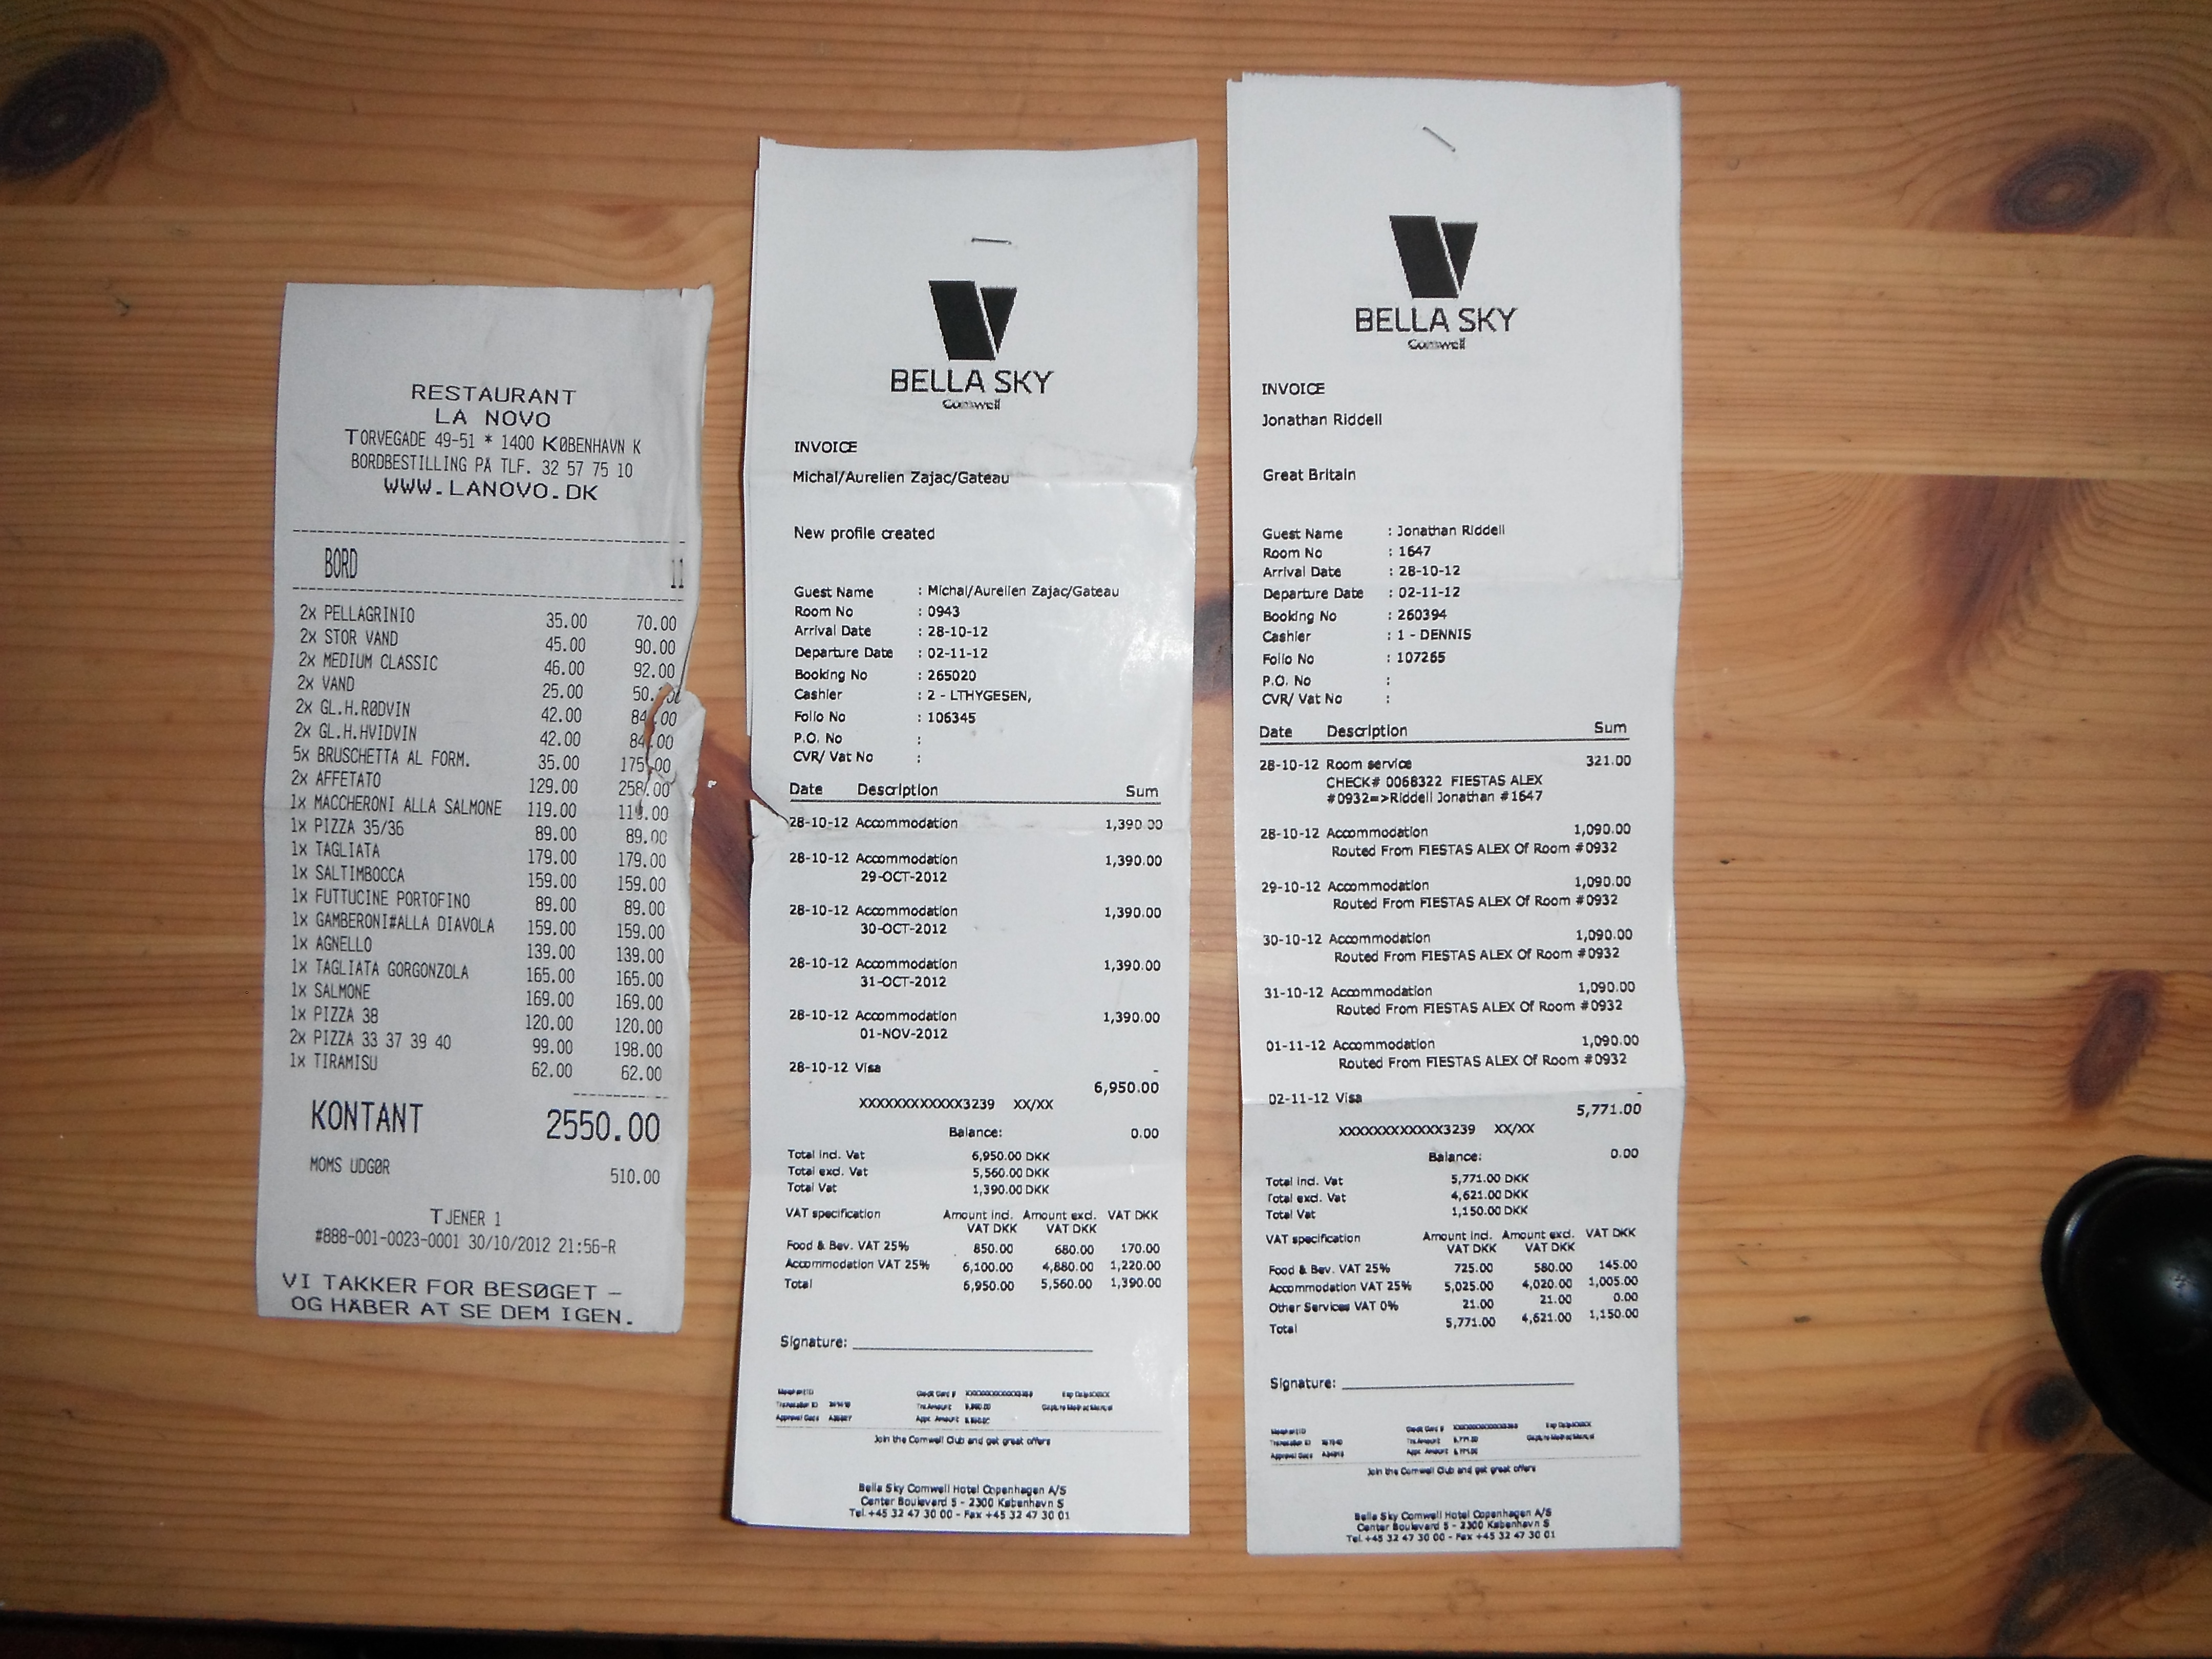 RESTAURANT
LA NOVO
TORVEGADE 49-51 * 1400 KØBENHAVN K
BORDBESTILLING PÅ TLF. 32 57 75 10
WWW.LANOVO.DK
BORD 11
2x PELLAGRINIO 35.00 70.00
2x STOR VAND 45.00 90.00
2x MEDIUM CLASSIC 46.00 92.00
2x VAND 25.00 50.00
2x GL.H.RØDVIN 42.00 84.00
2x GL.H.HVIDVIN 42.00 84.00
5x BRUSCHETTA AL FORM. 35.00 175.00
2x AFFETATO 129.00 258.00
1x MACCHERONI ALLA SALMONE 119.00 119.00
1x PIZZA 35/36 89.00 89.00
1x TAGLIATA 179.00 179.00
1x SALTIMBOCCA 159.00 159.00
1x FUTTUCINE PORTOFINO 89.00 89.00
1x GAMBERONI#ALLA DIAVOLA 159.00 159.00
1x AGNELLO 139.00 139.00
1x TAGLIATA GORGONZOLA 165.00 165.00
1x SALMONE 169.00 169.00
1x PIZZA 38 120.00 120.00
2x PIZZA 33 37 39 40 99.00 198.00
1x TIRAMISU 62.00 62.00
KONTANT 2550.00
MOMS UDGØR 510.00
TJENER 1
#888-001-0023-0001 30/10/2012 21:56-R
VI TAKKER FOR BESØGET -
OG HÅBER AT SE DEM IGEN.
BELLA SKY
Comwell
INVOICE
Michal/Aurelien Zajac/Gateau
New profile created
Guest Name : Michal/Aurelien Zajac/Gateau
Room No : 0943
Arrival Date : 28-10-12
Departure Date : 02-11-12
Booking No : 265020
Cashier : 2 - LTHYGESEN,
Folio No : 106345
P.O. No :
CVR/ Vat No :
Date Description Sum
28-10-12 Accommodation 1,390.00
28-10-12 Accommodation 1,390.00
29-OCT-2012
28-10-12 Accommodation 1,390.00
30-OCT-2012
28-10-12 Accommodation 1,390.00
31-OCT-2012
28-10-12 Accommodation 1,390.00
01-NOV-2012
28-10-12 Visa -
6,950.00
XXXXXXXXXXXX3239 XX/XX
Balance: 0.00
Total incl. Vat 6,950.00 DKK
Total excl. Vat 5,560.00 DKK
Total Vat 1,390.00 DKK
VAT specification Amount incl. Amount excl. VAT DKK
VAT DKK VAT DKK
Food & Bev. VAT 25% 850.00 680.00 170.00
Accommodation VAT 25% 6,100.00 4,880.00 1,220.00
Total 6,950.00 5,560.00 1,390.00
Signature:
Join the Comwell Club and get great offers
Bella Sky Comwell Hotel Copenhagen A/S
Center Boulevard 5 - 2300 København S
Tel.+45 32 47 30 00 - Fax +45 32 47 30 01
BELLA SKY
Comwell
INVOICE
Jonathan Riddell
Great Britain
Guest Name : Jonathan Riddell
Room No : 1647
Arrival Date : 28-10-12
Departure Date : 02-11-12
Booking No : 260394
Cashier : 1 - DENNIS
Folio No : 107265
P.O. No :
CVR/ Vat No :
Date Description Sum
28-10-12 Room service 321.00
CHECK# 0068322 FIESTAS ALEX
#0932=>Riddell Jonathan #1647
28-10-12 Accommodation 1,090.00
Routed From FIESTAS ALEX Of Room #0932
29-10-12 Accommodation 1,090.00
Routed From FIESTAS ALEX Of Room #0932
30-10-12 Accommodation 1,090.00
Routed From FIESTAS ALEX Of Room #0932
31-10-12 Accommodation 1,090.00
Routed From FIESTAS ALEX Of Room #0932
01-11-12 Accommodation 1,090.00
Routed From FIESTAS ALEX Of Room #0932
02-11-12 Visa -
5,771.00
XXXXXXXXXXXX3239 XX/XX
Balance: 0.00
Total incl. Vat 5,771.00 DKK
Total excl. Vat 4,621.00 DKK
Total Vat 1,150.00 DKK
VAT specification Amount incl. Amount excl. VAT DKK
VAT DKK VAT DKK
Food & Bev. VAT 25% 725.00 580.00 145.00
Accommodation VAT 25% 5,025.00 4,020.00 1,005.00
Other Services VAT 0% 21.00 21.00 0.00
Total 5,771.00 4,621.00 1,150.00
Signature:
Join the Comwell Club and get great offers
Bella Sky Comwell Hotel Copenhagen A/S
Center Boulevard 5 - 2300 København S
Tel.+45 32 47 30 00 - Fax +45 32 47 30 01